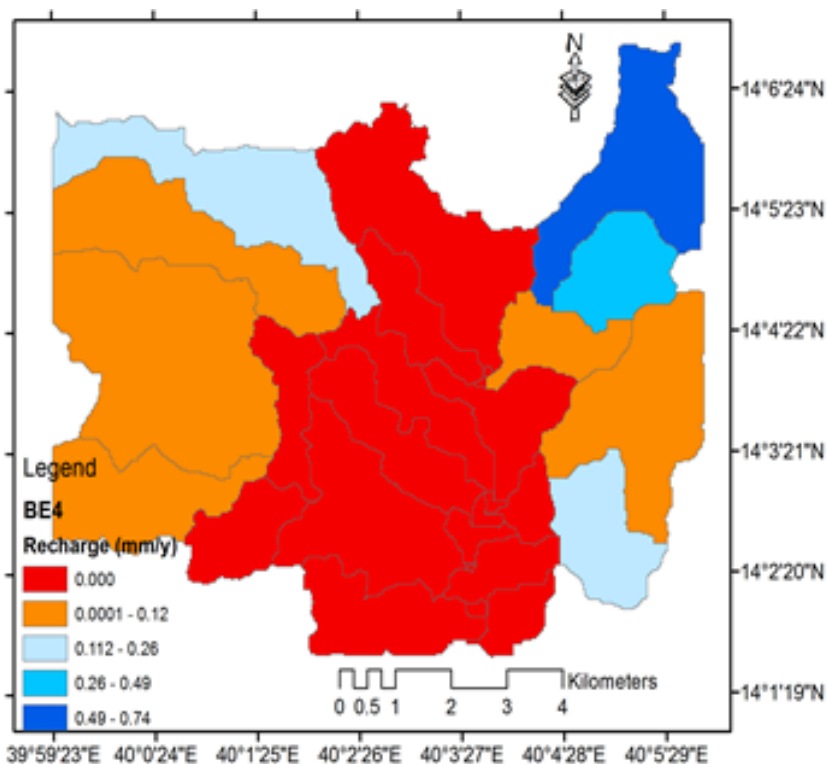 N
14°6'24"N
14°5'23"N
14°4'22"N
14°3'21"N
14°2'20"N
14°1'19"N
Legend
BE4
Recharge (mm/y)
0.000
0.0001 - 0.12
0.112 - 0.26
0.26 - 0.49
0.49 - 0.74
Kilometers
0 0.5 1 2 3 4
39°59'23"E 40°0'24"E 40°1'25"E 40°2'26"E 40°3'27"E 40°4'28"E 40°5'29"E